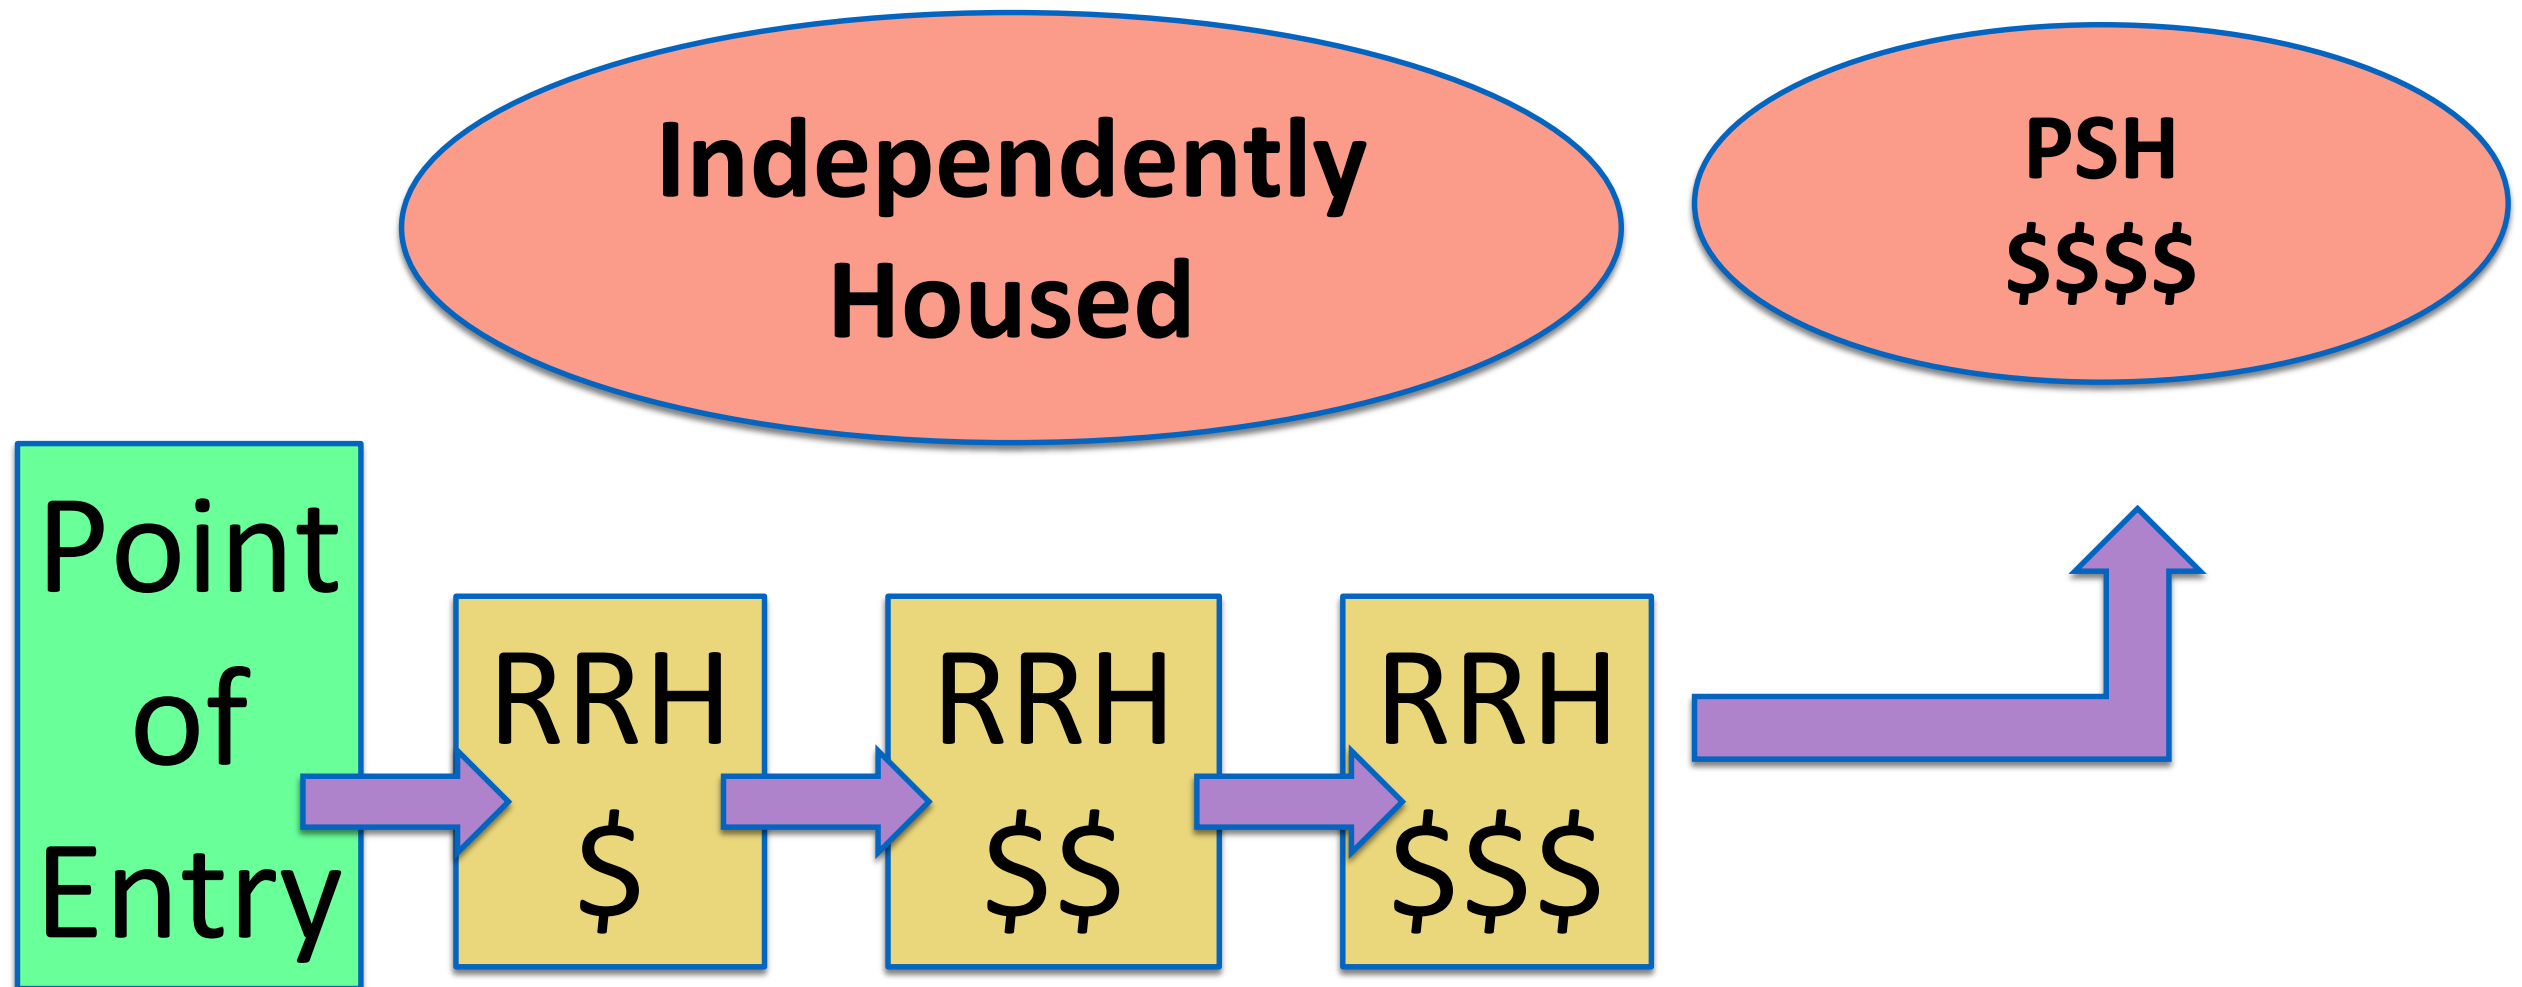 Independently
Housed
PSH
$$$$
Point
of
Entry
RRH
$
RRH
$$
RRH
$$$